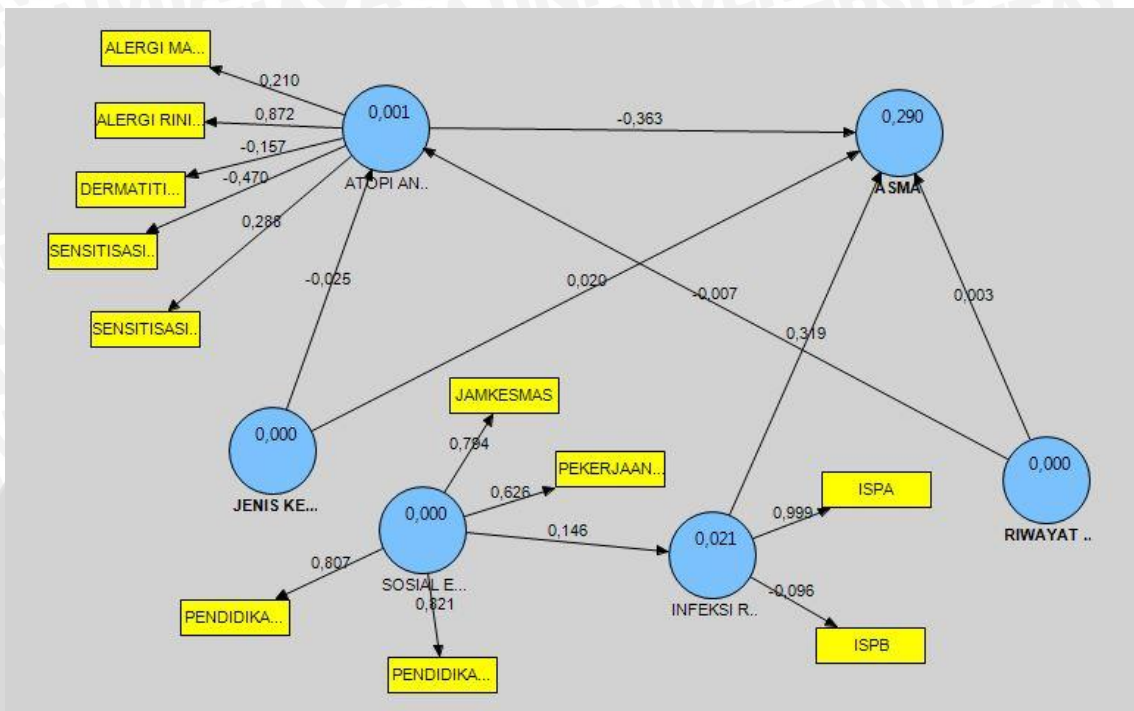 ALERGI MA...
0,210
0,001
-0,363
0,290
ALERGI RINI...
0,872
-0,157
DERMATITI...
-0,470
ATOPI AN..
ASMA
0,286
SENSITISASI..
-0,025
0,020
-0,007
0,003
SENSITISASI..
0,319
JAMKESMAS
0,794
0,000
PEKERJAAN...
0,000
JENIS KE...
0,626
ISPA
0,000
0,999
0,146
0,021
RIWAYAT ..
0,807
SOSIAL E...
-0,096
0,821
INFEKSI R..
PENDIDIKA...
ISPB
PENDIDIKA...